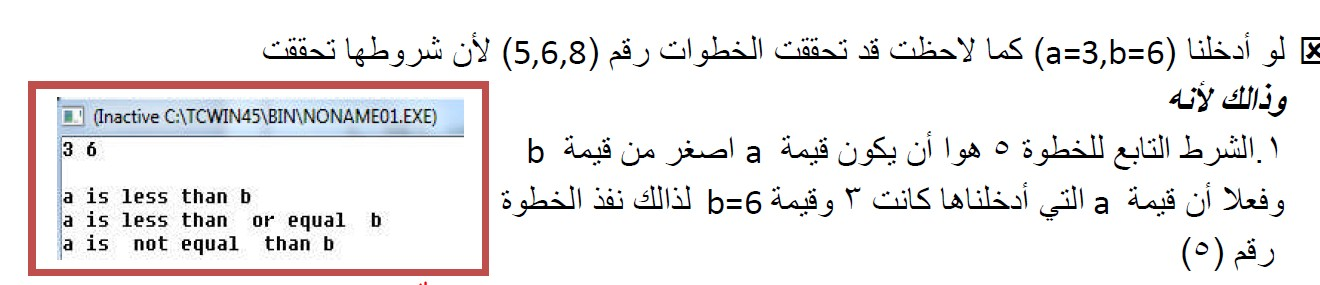 لو أدخلنا (a=3,b=6) كما لاحظت قد تحققت الخطوات رقم (5,6,8) لأن شروطها تحققت
وذالك لأنه
١.الشرط التابع للخطوة ٥ هوا أن يكون قيمة a اصغر من قيمة b
وفعلا أن قيمة a التي أدخلناها كانت ٣ وقيمة b=6 لذالك نفذ الخطوة
رقم (٥)
(Inactive C:\TCWIN45\BIN\NONAME01.EXE)
3 6
a is less than b
a is less than or equal b
a is not equal than b